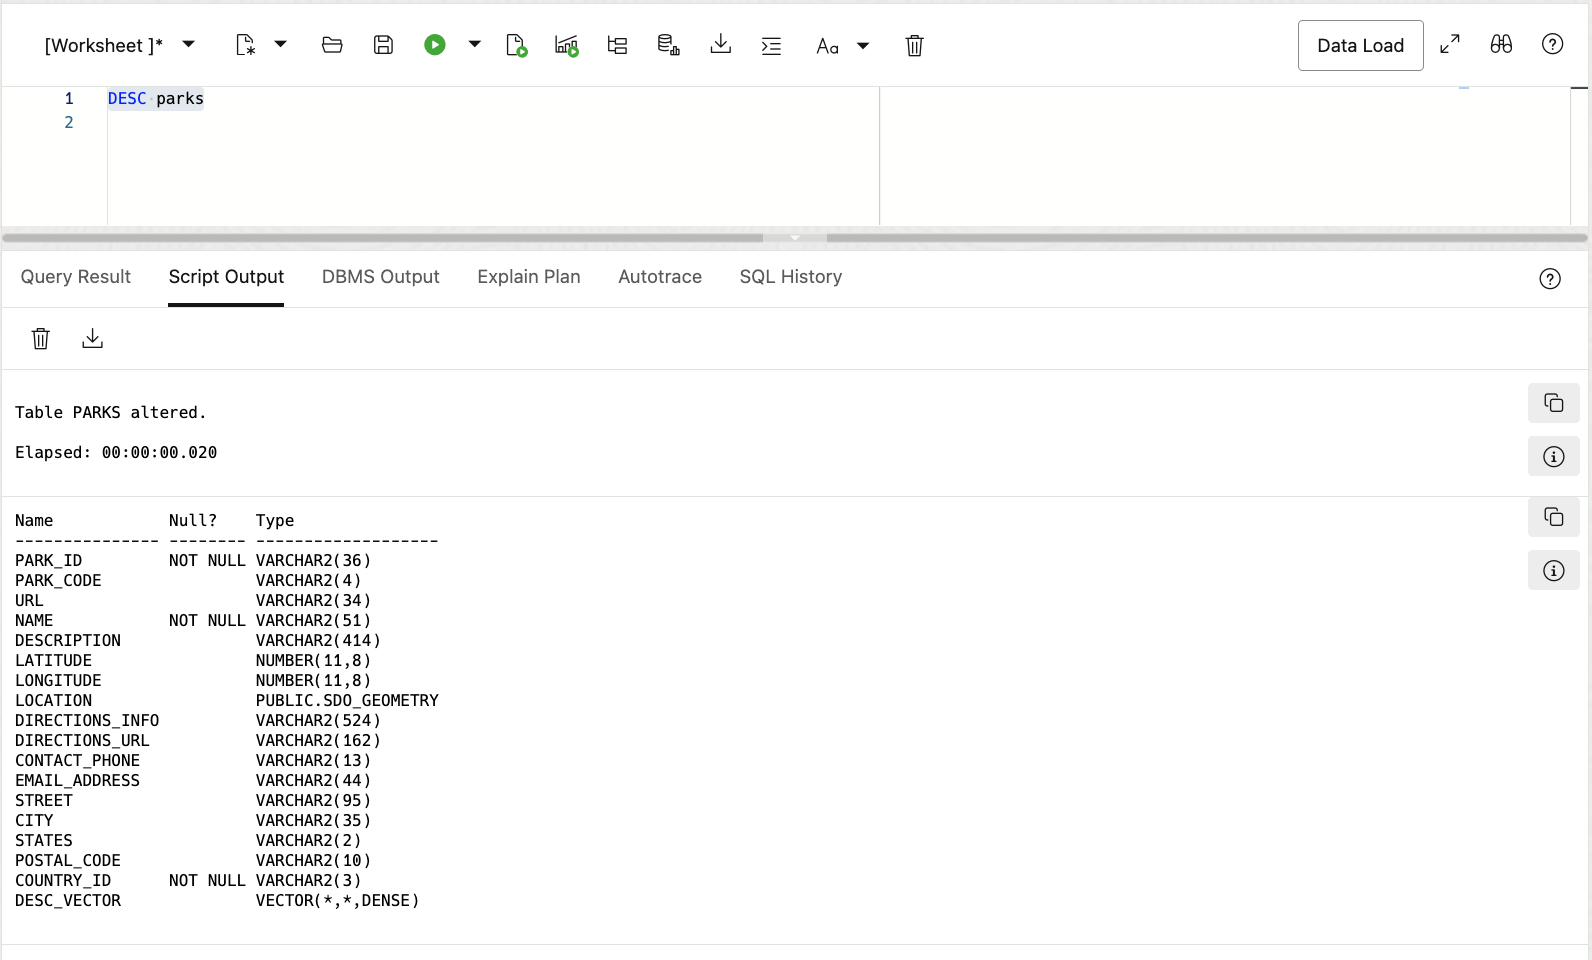 [Worksheet ]*
Aa
Data Load
1 DESC parks
2
Query Result Script Output DBMS Output Explain Plan Autotrace SQL History
Table PARKS altered.
Elapsed: 00:00:00.020
Name            Null?    Type
--------------- -------- -------------------
PARK_ID         NOT NULL VARCHAR2(36)
PARK_CODE                VARCHAR2(4)
URL                      VARCHAR2(34)
NAME            NOT NULL VARCHAR2(51)
DESCRIPTION              VARCHAR2(414)
LATITUDE                 NUMBER(11,8)
LONGITUDE                NUMBER(11,8)
LOCATION                 PUBLIC.SDO_GEOMETRY
DIRECTIONS_INFO          VARCHAR2(524)
DIRECTIONS_URL           VARCHAR2(162)
CONTACT_PHONE            VARCHAR2(13)
EMAIL_ADDRESS            VARCHAR2(44)
STREET                   VARCHAR2(95)
CITY                     VARCHAR2(35)
STATES                   VARCHAR2(2)
POSTAL_CODE              VARCHAR2(10)
COUNTRY_ID      NOT NULL VARCHAR2(3)
DESC_VECTOR              VECTOR(*,*,DENSE)